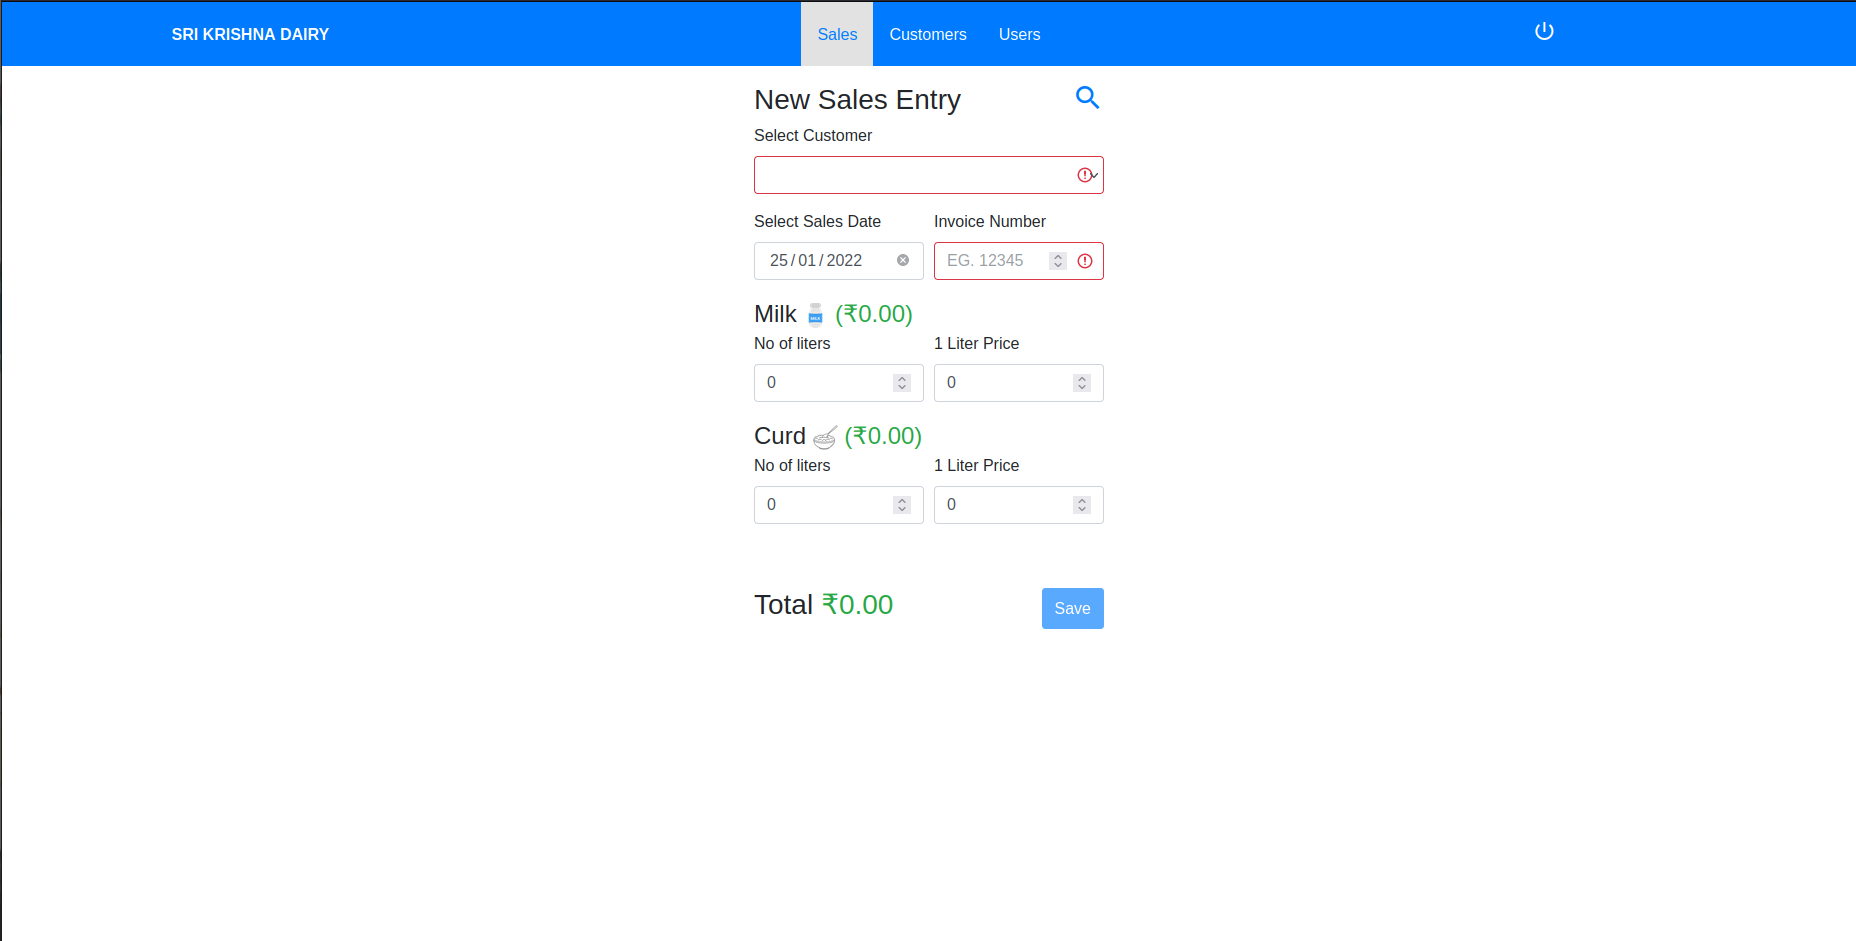 SRI KRISHNA DAIRY Sales Customers Users
New Sales Entry
Select Customer
Select Sales Date Invoice Number
25/01/2022 EG. 12345
Milk MILK (₹0.00)
No of liters 1 Liter Price
0 0
Curd (₹0.00)
No of liters 1 Liter Price
0 0
Total ₹0.00 Save